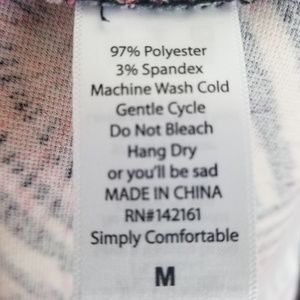 97% Polyester
3% Spandex
Machine Wash Cold
Gentle Cycle
Do Not Bleach
Hang Dry
or you'll be sad
MADE IN CHINA
RN#142161
Simply Comfortable
M